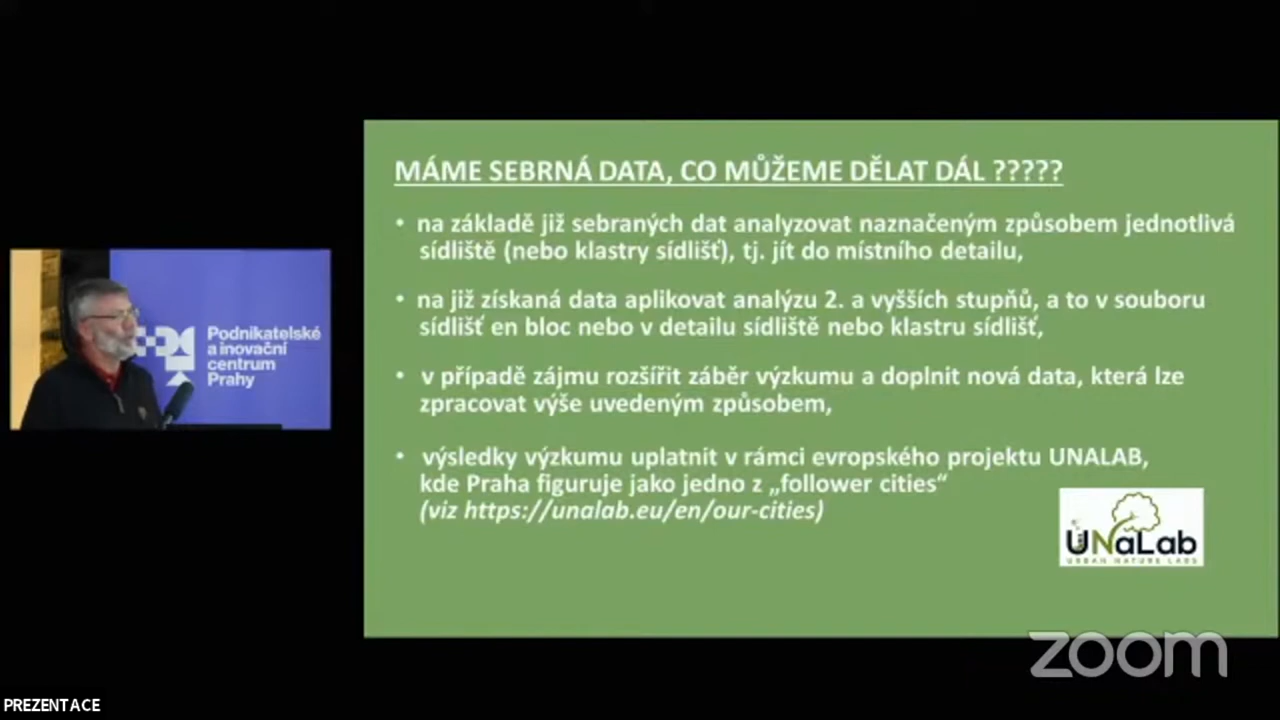 MÁME SEBRNÁ DATA, CO MŮŽEME DĚLAT DÁL ?????
• na základě již sebraných dat analyzovat naznačeným způsobem jednotlivá
sídliště (nebo klastry sídlišť), tj. jít do místního detailu,
• na již získaná data aplikovat analýzu 2. a vyšších stupňů, a to v souboru
sídlišť en bloc nebo v detailu sídliště nebo klastru sídlišť,
• v případě zájmu rozšířit záběr výzkumu a doplnit nová data, která lze
zpracovat výše uvedeným způsobem,
• výsledky výzkumu uplatnit v rámci evropského projektu UNALAB,
kde Praha figuruje jako jedno z „follower cities“
(viz https://unalab.eu/en/our-cities)
UNaLab
URBAN NATURE LABS
Podnikatelské
a inovační
centrum
Prahy
zoom
PREZENTACE